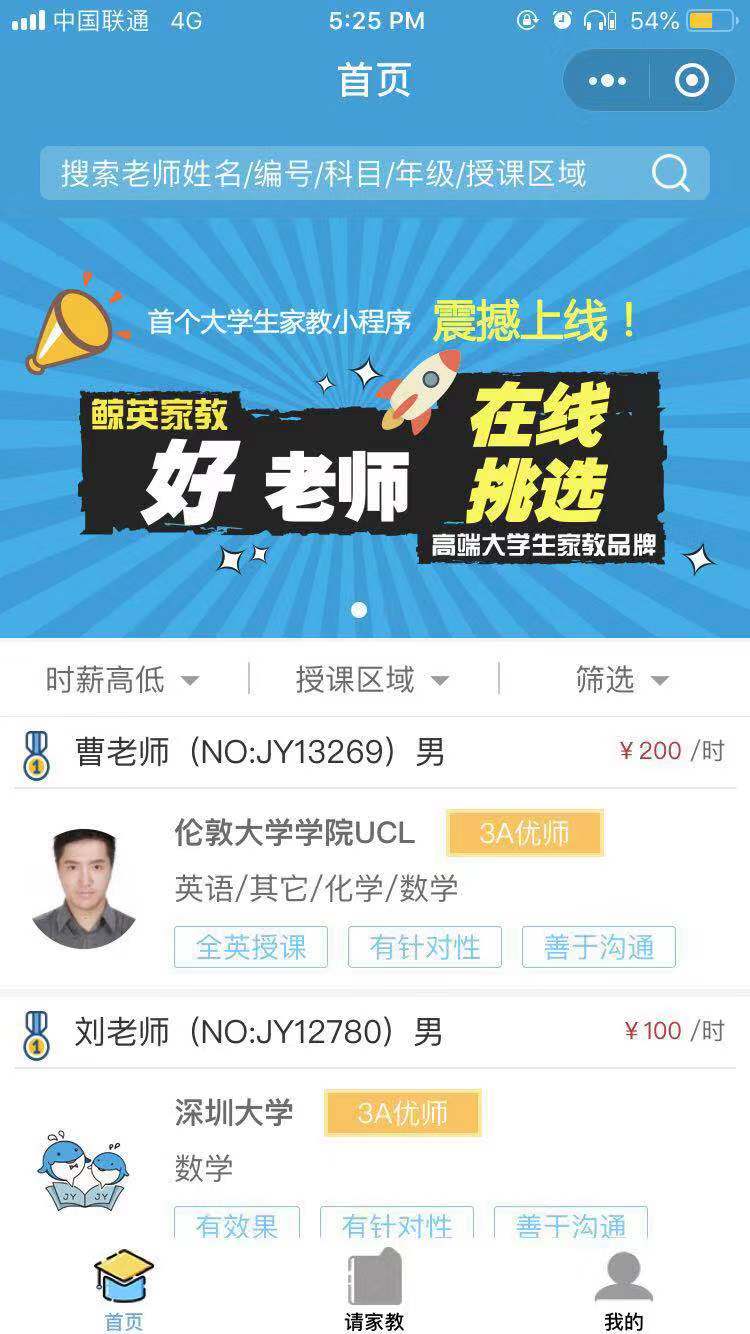 中国联通 4G 5:25 PM 54%
首页
搜索老师姓名/编号/科目/年级/授课区域
首个大学生家教小程序 震撼上线！
鲸英家教
好老师
在线
挑选
高端大学生家教品牌
时薪高低 授课区域 筛选
1 曹老师（NO:JY13269）男 ￥200 /时
伦敦大学学院UCL 3A优师
英语/其它/化学/数学
全英授课 有针对性 善于沟通
1 刘老师（NO:JY12780）男 ￥100 /时
深圳大学 3A优师
数学
JY JY
有效果 有针对性 善于沟通
首页 请家教 我的